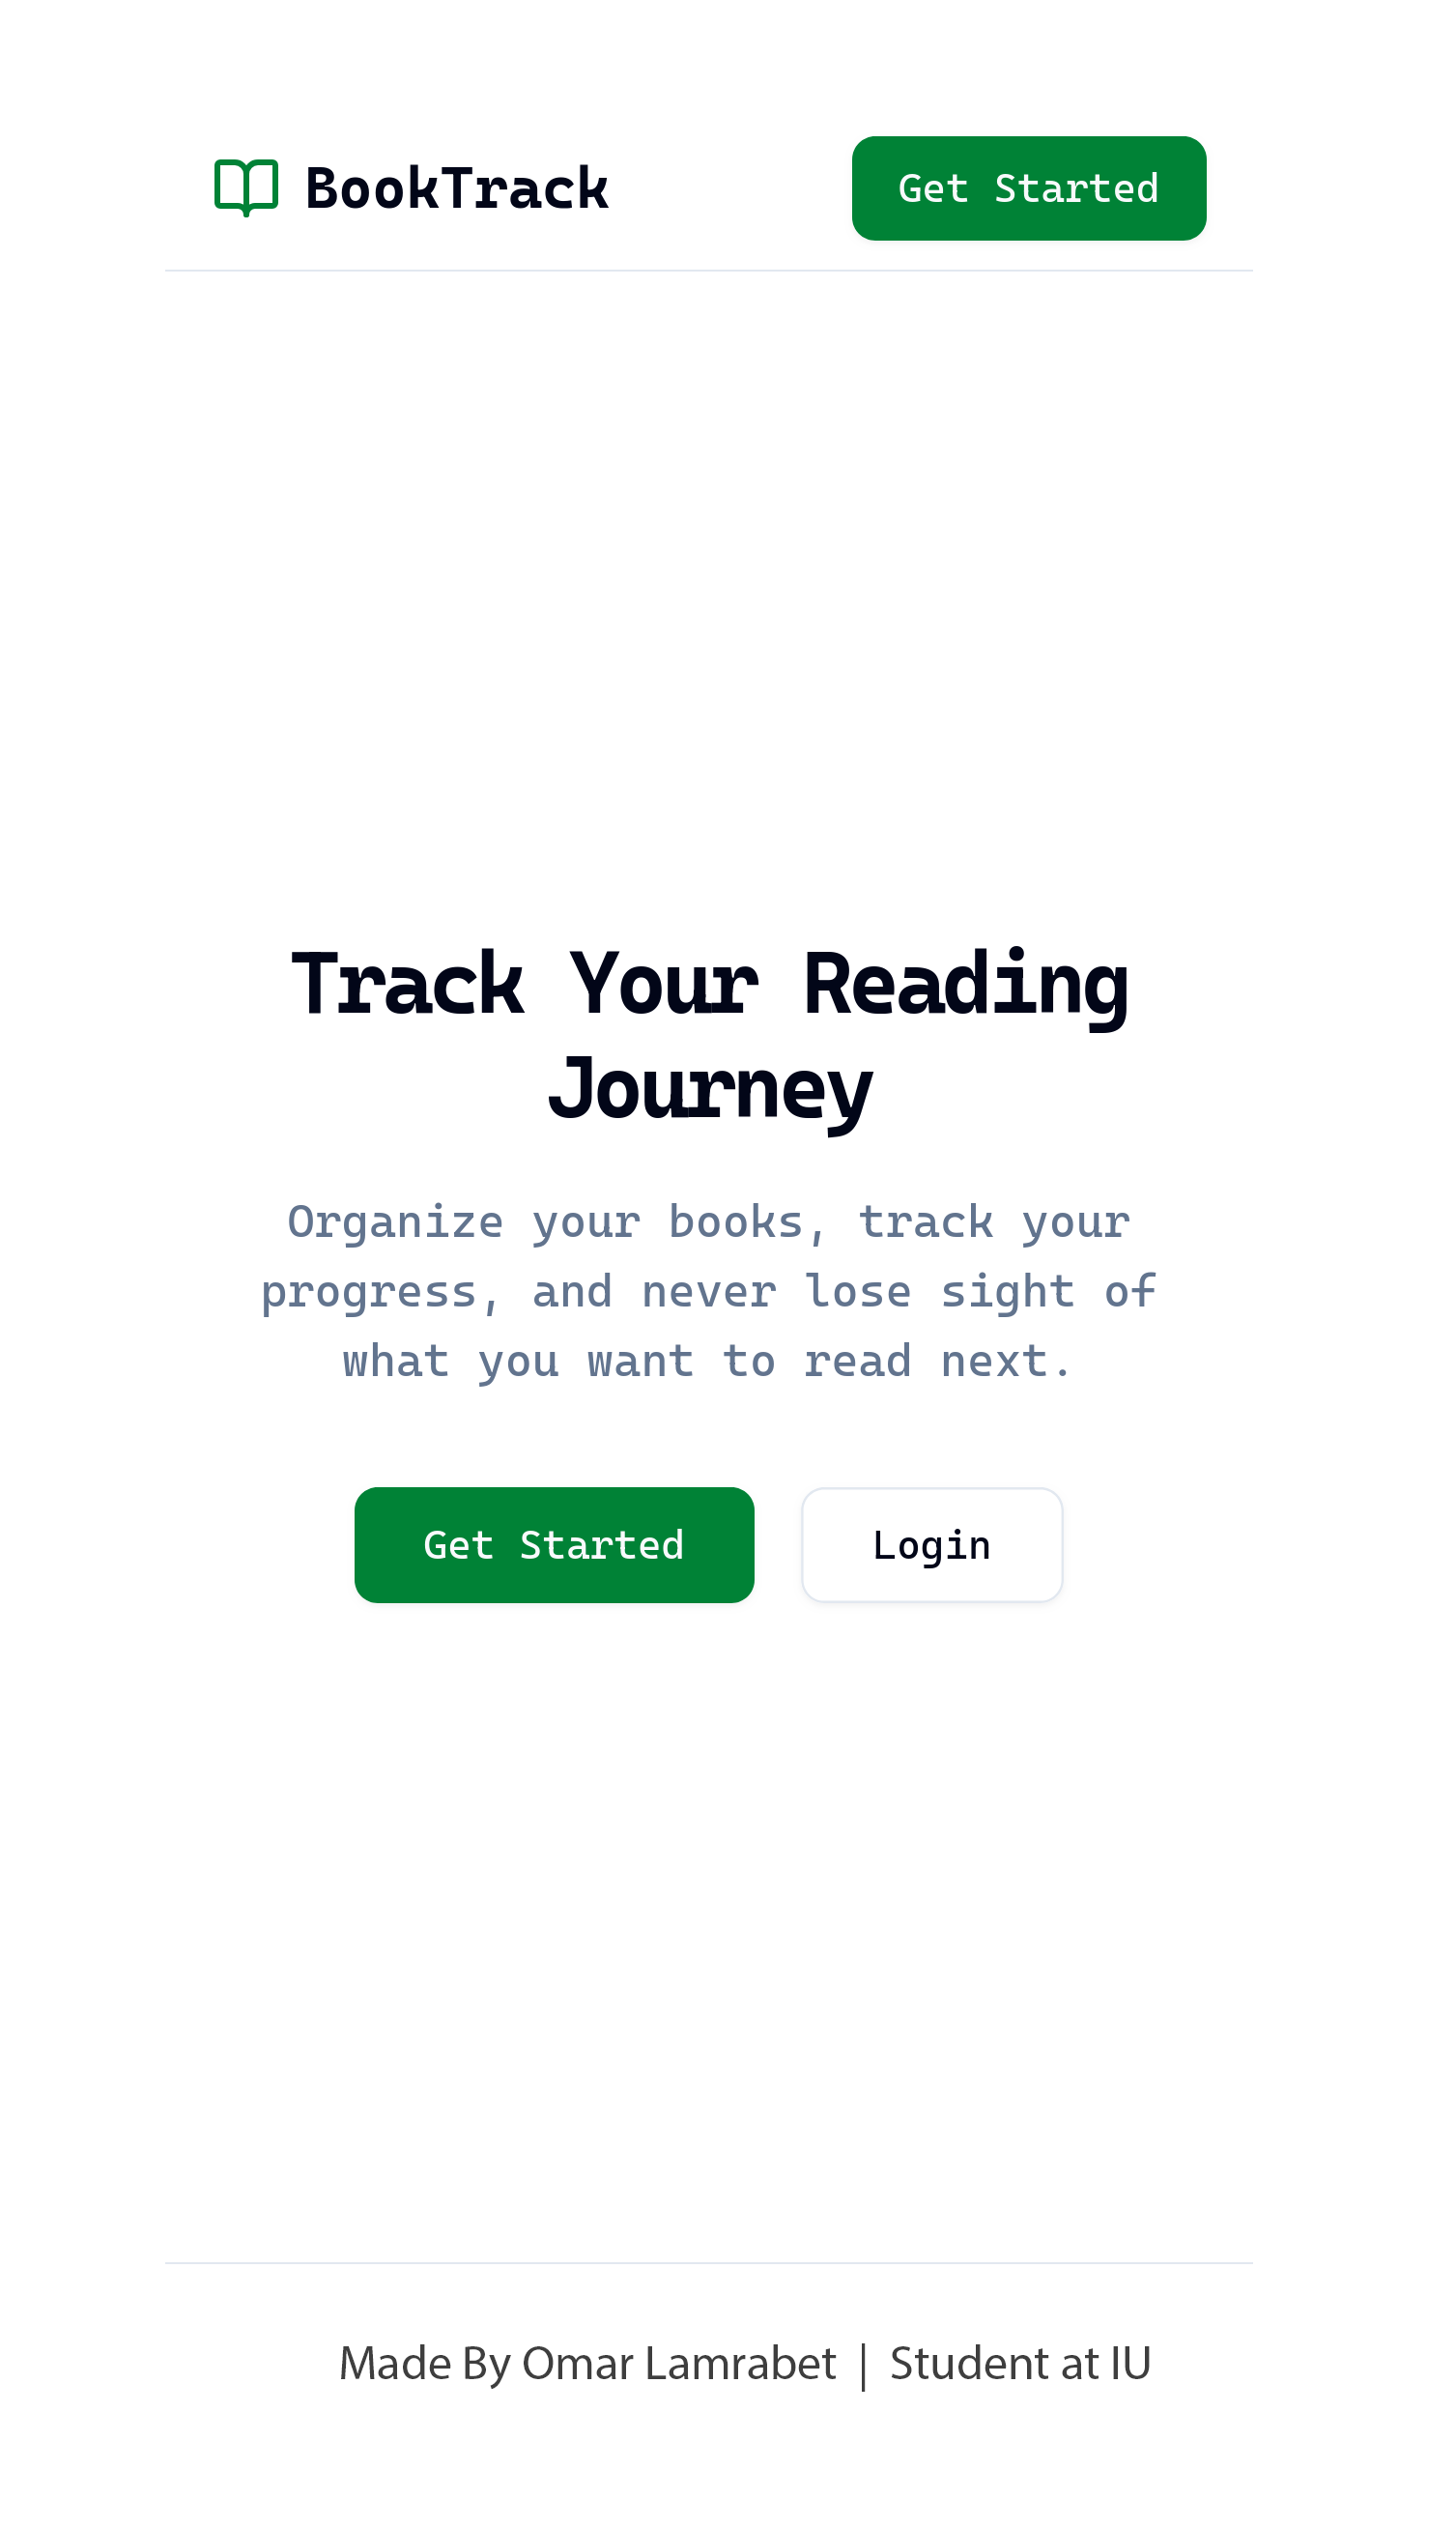 BookTrack
Get Started
Track Your Reading
Journey
Organize your books, track your
progress, and never lose sight of
what you want to read next.
Get Started
Login
Made By Omar Lamrabet | Student at IU